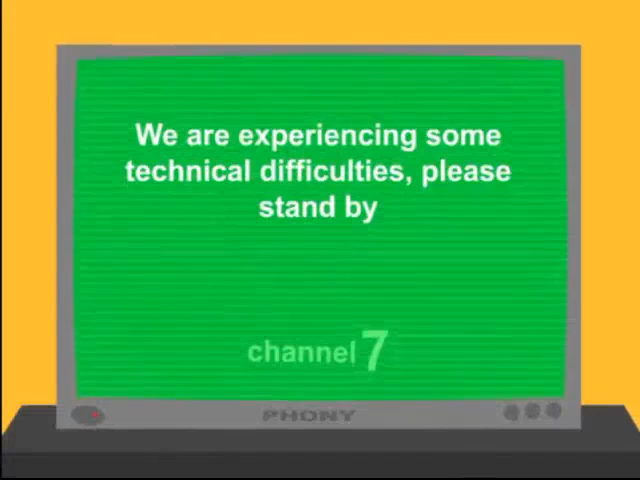 We are experiencing some
technical difficulties, please
stand by
channel 7
PHONY